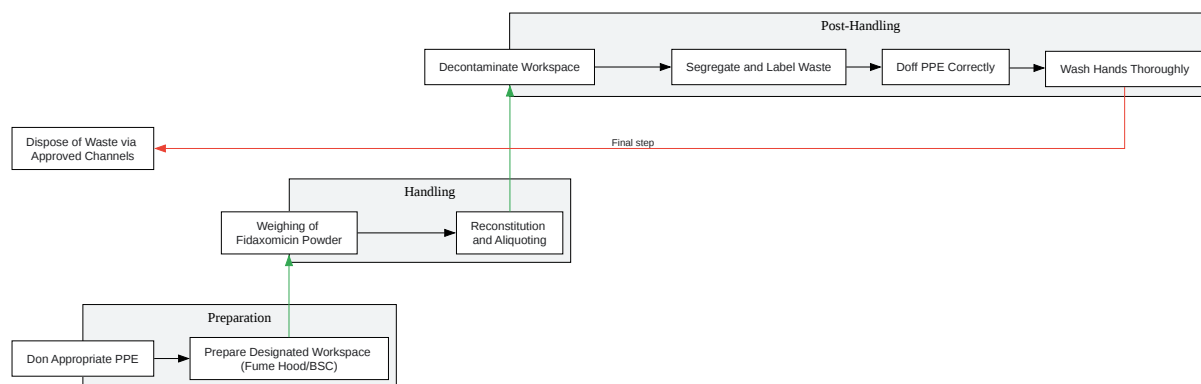 Post-Handling
Decontaminate Workspace
Segregate and Label Waste
Doff PPE Correctly
Wash Hands Thoroughly
Dispose of Waste via
Approved Channels
Final step
Handling
Weighing of
Fidaxomicin Powder
Reconstitution
and Aliquoting
Preparation
Don Appropriate PPE
Prepare Designated Workspace
(Fume Hood/BSC)